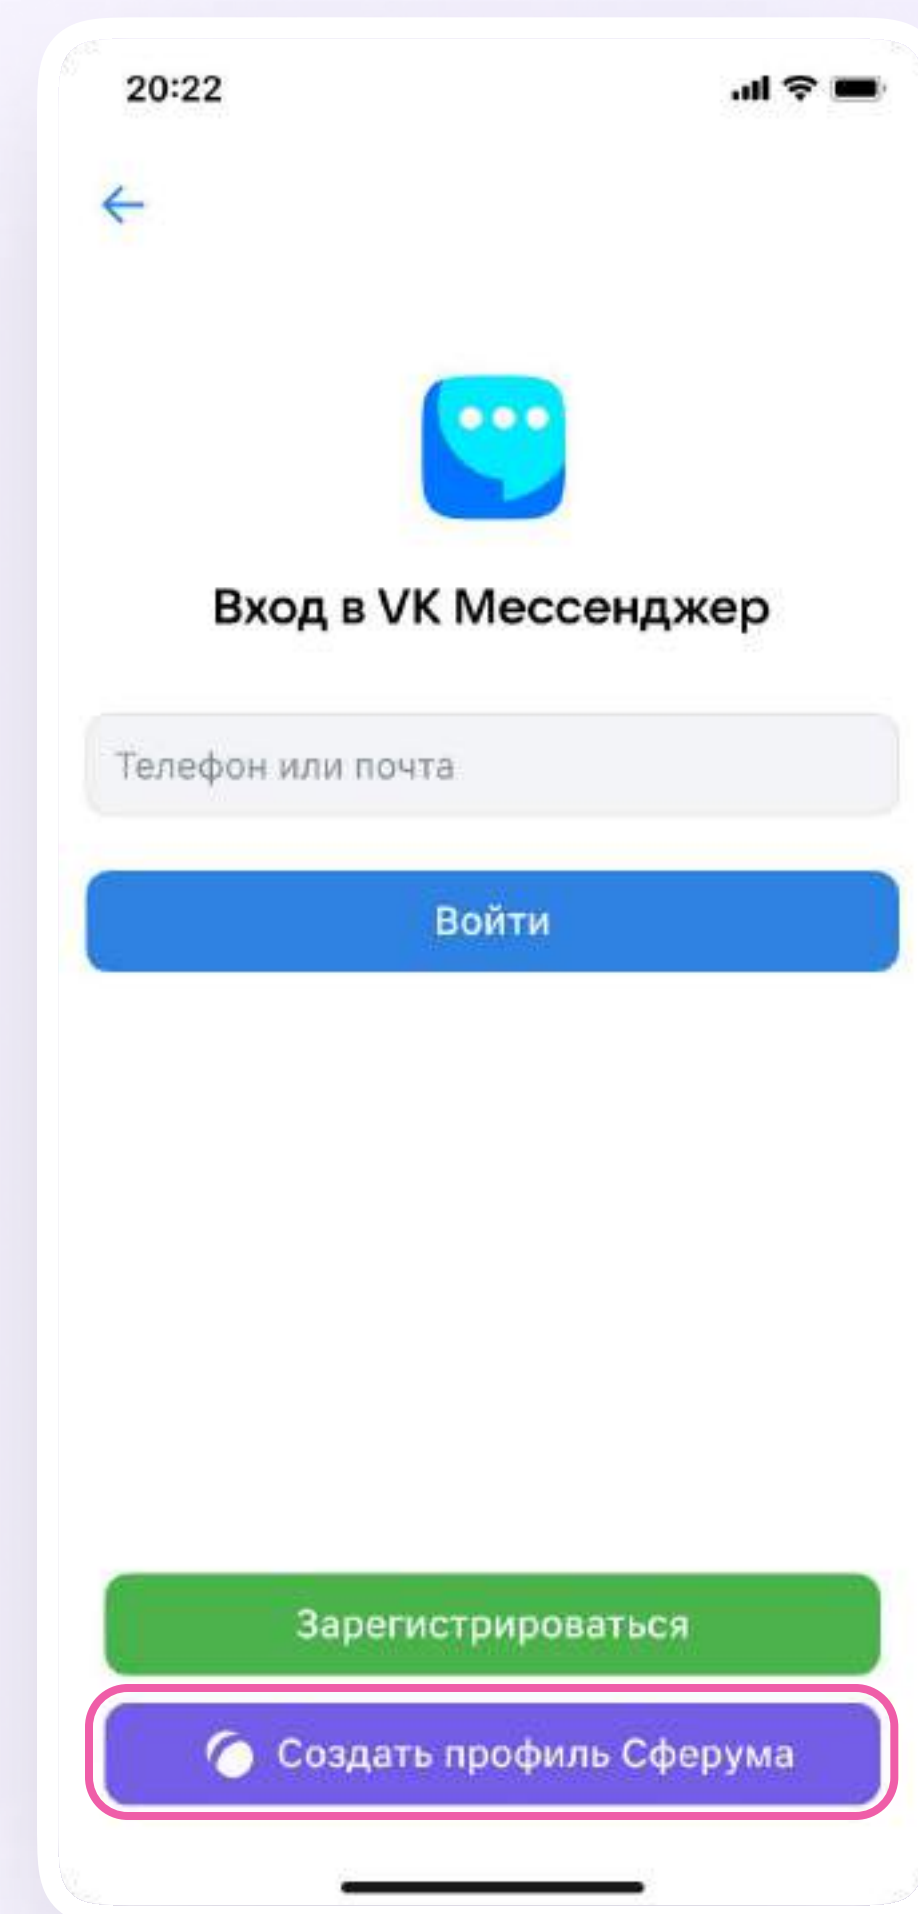 20:22
Вход в VK Мессенджер
Телефон или почта
Войти
Зарегистрироваться
Создать профиль Сферума